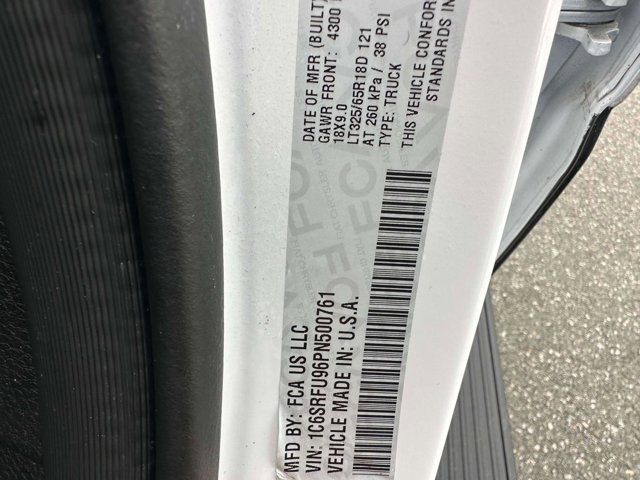 MFD BY: FCA US LLC
VIN: 1C6SRFU96PN500761
VEHICLE MADE IN: U.S.A.
DATE OF MFR (BUILT)
GAWR FRONT: 4300
18X9.0
LT325/65R18D 121
AT 260 kPa / 38 PSI
TYPE: TRUCK
THIS VEHICLE CONFOR
STANDARDS IN